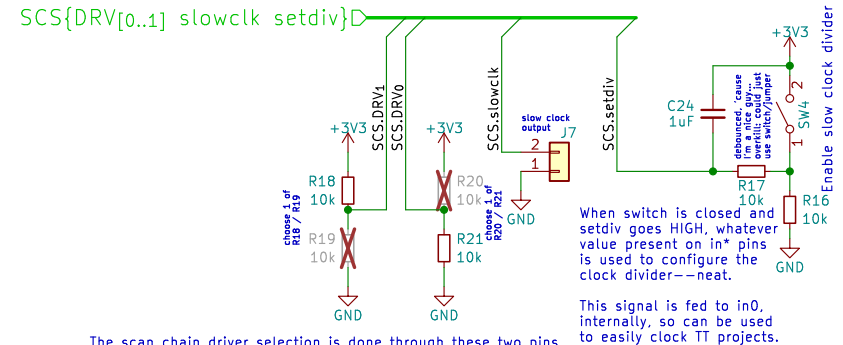 SCS{DRV[0..1] slowclk setdiv}
+3V3
Enable slow clock divider
SCS.DRV1
SCS.DRV0
SCS.slowclk
SCS.setdiv
C24
1uF
debounced, 'cause
I'm a nice guy...
overkill: could just
use switch/jumper
2
SW4
1
slow clock
output
J7
2
1
GND
+3V3
+3V3
R18
10k
R20
10k
choose 1 of
R18 / R19
choose 1 of
R20 / R21
R19
10k
R21
10k
GND
GND
R17
10k
R16
10k
GND
When switch is closed and
setdiv goes HIGH, whatever
value present on in* pins
is used to configure the
clock divider--neat.
This signal is fed to in0,
internally, so can be used
to easily clock TT projects.
The scan chain driver selection is done through these two pins